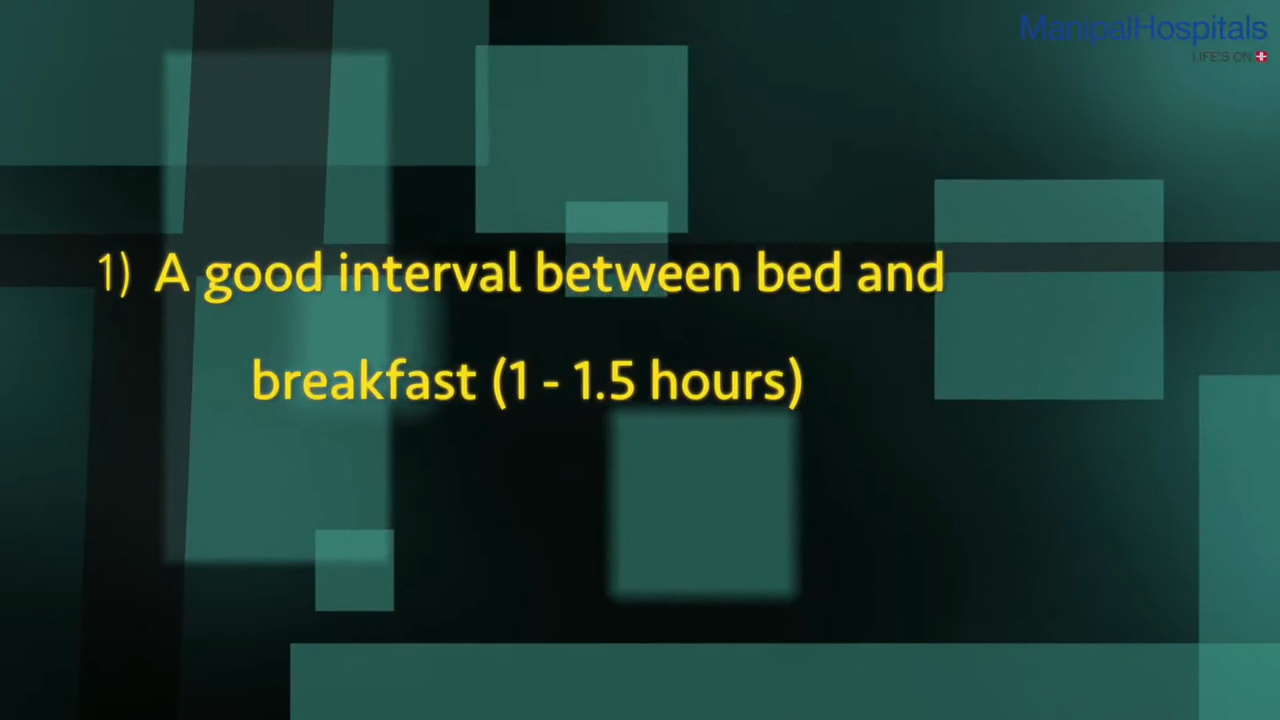 ManipalHospitals
LIFE'S ON
1) A good interval between bed and
breakfast (1 - 1.5 hours)